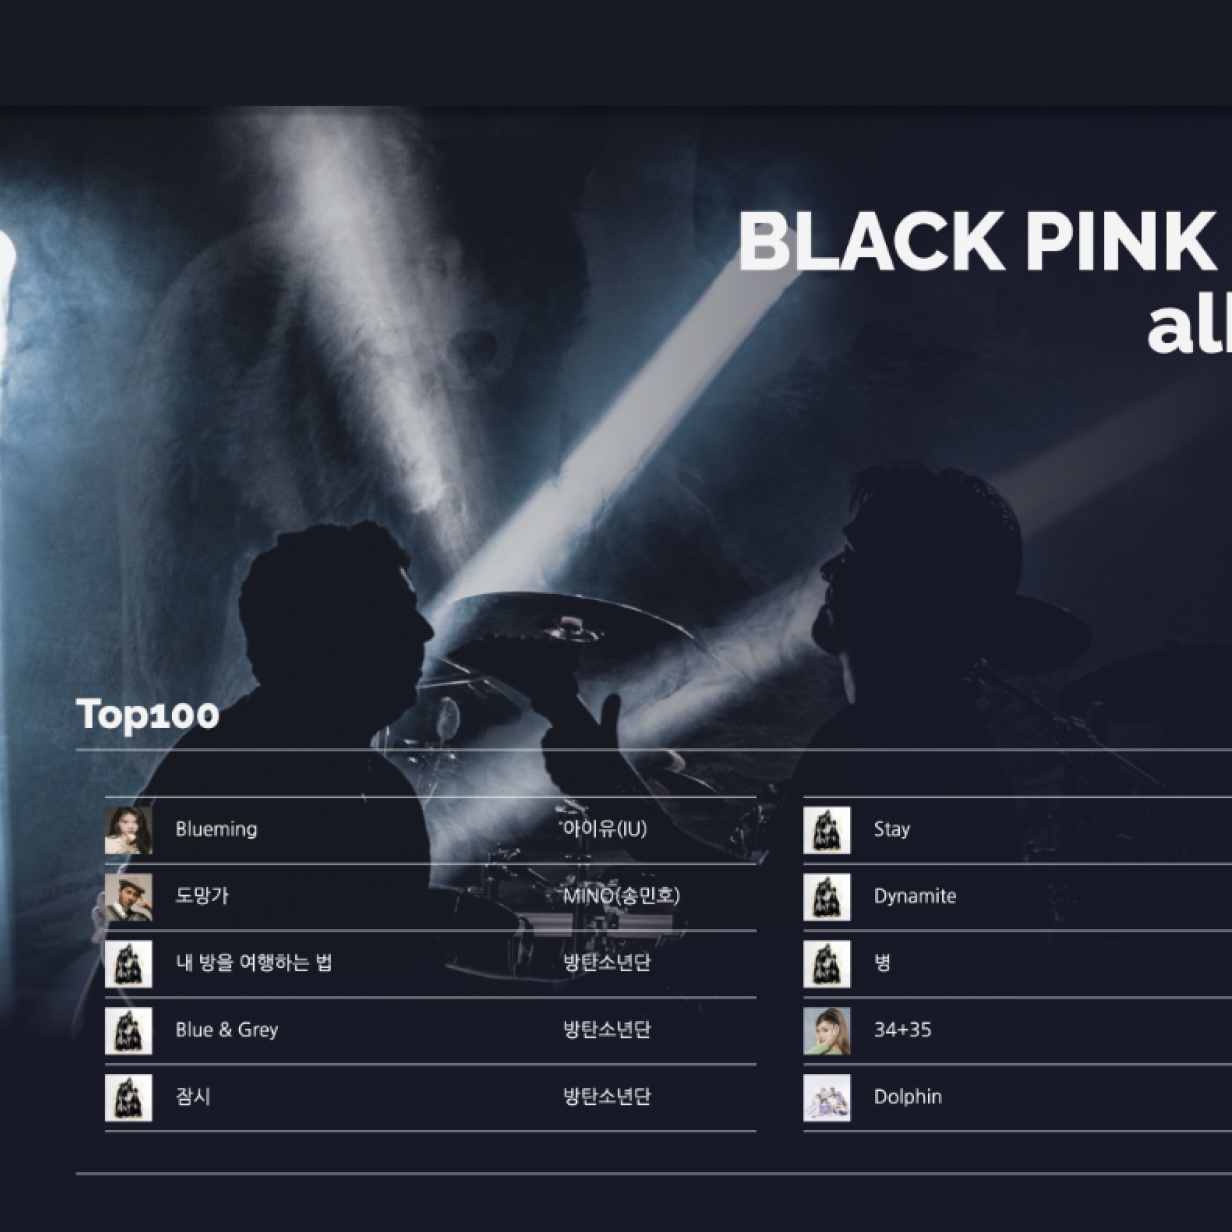 BLACK PINK
Top100
Blueming 아이유(IU)
도망가 MINO(송민호)
내 방을 여행하는 법 방탄소년단
Blue & Grey 방탄소년단
잠시 방탄소년단
Stay
Dynamite
병
34+35
Dolphin